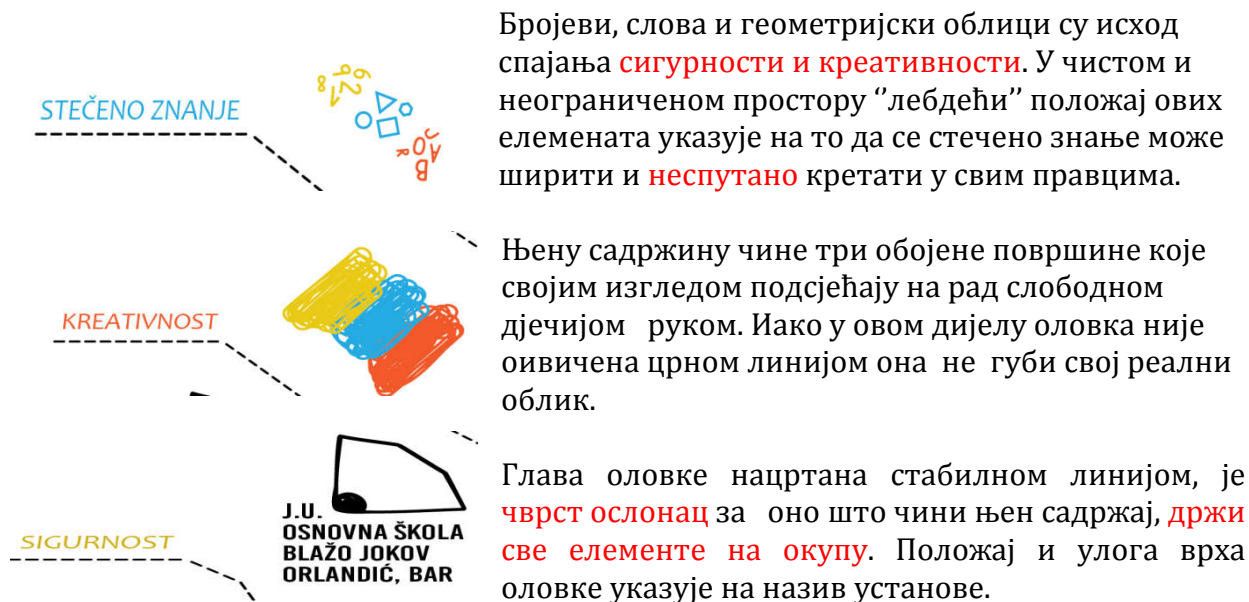 Бројеви, слова и геометријски облици су исход
спајања сигурности и креативности. У чистом и
неограниченом простору ‘’лебдећи’’ положај ових
елемената указује на то да се стечено знање може
ширити и неспутано кретати у свим правцима.
STEČENO ZNANJE
6 2 1
9 8
A B C O R A
Њену садржину чине три обојене површине које
својим изгледом подсјећају на рад слободном
дјечијом руком. Иако у овом дијелу оловка није
оивичена црном линијом она не губи свој реални
облик.
KREATIVNOST
Глава оловке нацртана стабилном линијом, је
чврст ослонац за оно што чини њен садржај, држи
све елементе на окупу. Положај и улога врха
оловке указује на назив установе.
SIGURNOST
J.U.
OSNOVNA ŠKOLA
BLAŽO JOKOV
ORLANDIĆ, BAR